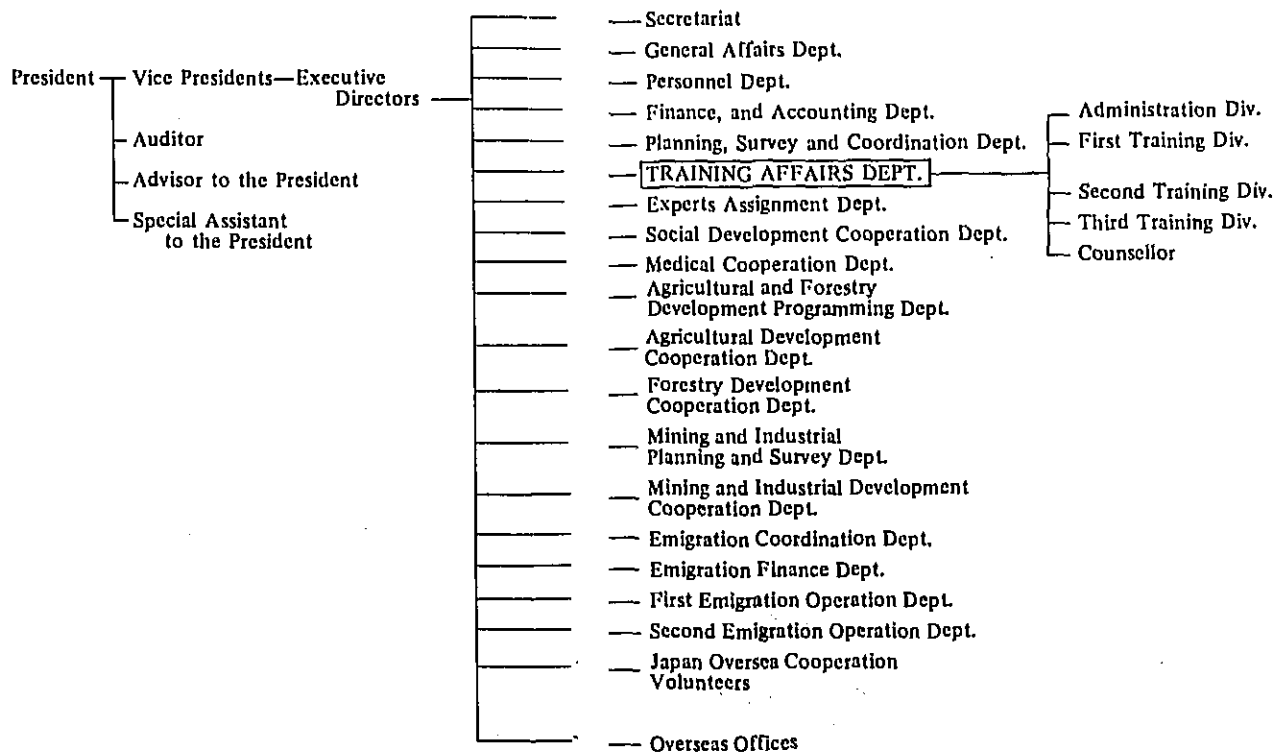 President
Vice Presidents—Executive
Directors
Auditor
Advisor to the President
Special Assistant
to the President
Secretariat
General Affairs Dept.
Personnel Dept.
Finance, and Accounting Dept.
Planning, Survey and Coordination Dept.
TRAINING AFFAIRS DEPT.
Experts Assignment Dept.
Social Development Cooperation Dept.
Medical Cooperation Dept.
Agricultural and Forestry
Development Programming Dept.
Agricultural Development
Cooperation Dept.
Forestry Development
Cooperation Dept.
Mining and Industrial
Planning and Survey Dept.
Mining and Industrial Development
Cooperation Dept.
Emigration Coordination Dept.
Emigration Finance Dept.
First Emigration Operation Dept.
Second Emigration Operation Dept.
Japan Oversea Cooperation
Volunteers
Overseas Offices
Administration Div.
First Training Div.
Second Training Div.
Third Training Div.
Counsellor